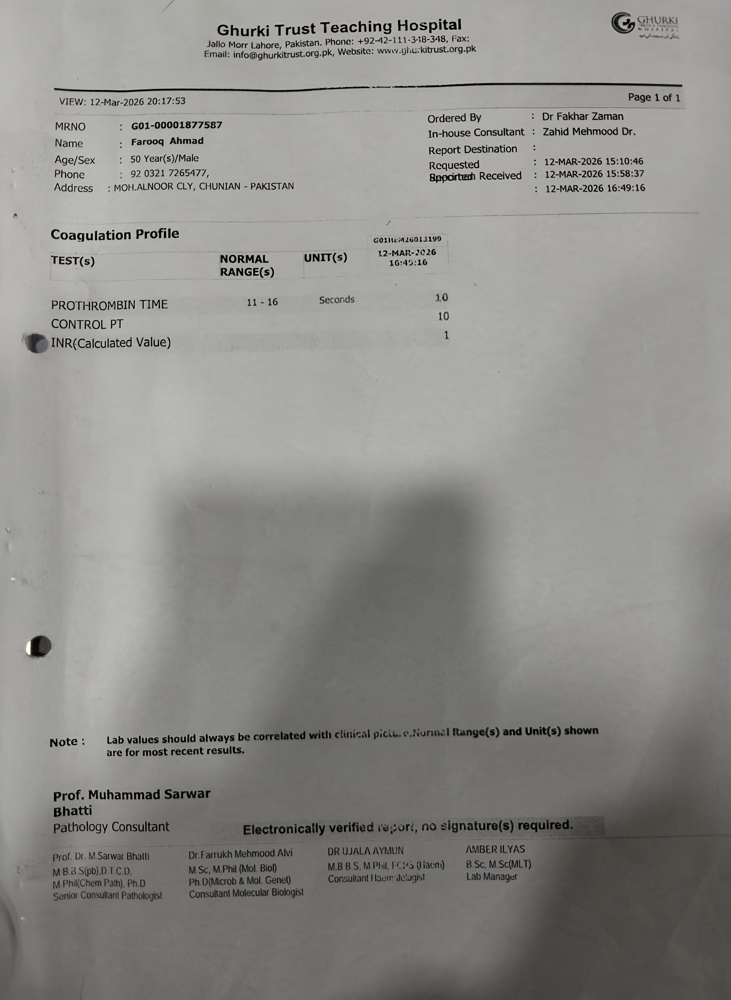 Ghurki Trust Teaching Hospital
Jallo Morr Lahore, Pakistan. Phone: +92-42-111-348-348, Fax:
Email: info@ghurkitrust.org.pk, Website: www.ghurkitrust.org.pk
GHURKI
HOSPITAL
VIEW: 12-Mar-2026 20:17:53
Page 1 of 1
MRNO : G01-00001877587
Name : Farooq Ahmad
Age/Sex : 50 Year(s)/Male
Phone : 92 0321 7265477,
Address : MOH.ALNOOR CLY, CHUNIAN - PAKISTAN
Ordered By : Dr Fakhar Zaman
In-house Consultant : Zahid Mehmood Dr.
Report Destination :
Requested : 12-MAR-2026 15:10:46
Received : 12-MAR-2026 15:58:37
: 12-MAR-2026 16:49:16
Coagulation Profile
TEST(s) NORMAL RANGE(s) UNIT(s) 12-MAR-2026 16:49:16
PROTHROMBIN TIME 11 - 16 Seconds 10
CONTROL PT 10
INR(Calculated Value) 1
Note : Lab values should always be correlated with clinical picture.Normal Range(s) and Unit(s) shown
are for most recent results.
Prof. Muhammad Sarwar
Bhatti
Pathology Consultant
Electronically verified report, no signature(s) required.
Prof. Dr. M.Sarwar Bhatti
M.B.B.S(pb),D.T.C.D,
M.Phil(Chem Path), Ph.D
Senior Consultant Pathologist
Dr.Farrukh Mehmood Alvi
M.Sc, M.Phil (Mol. Biol)
Ph.D(Microb & Mol. Genet)
Consultant Molecular Biologist
DR UJALA AYMUN
M.B.B.S, M.Phil, FCPS (Haem)
Consultant Haematologist
AMBER ILYAS
B.Sc, M.Sc(MLT)
Lab Manager